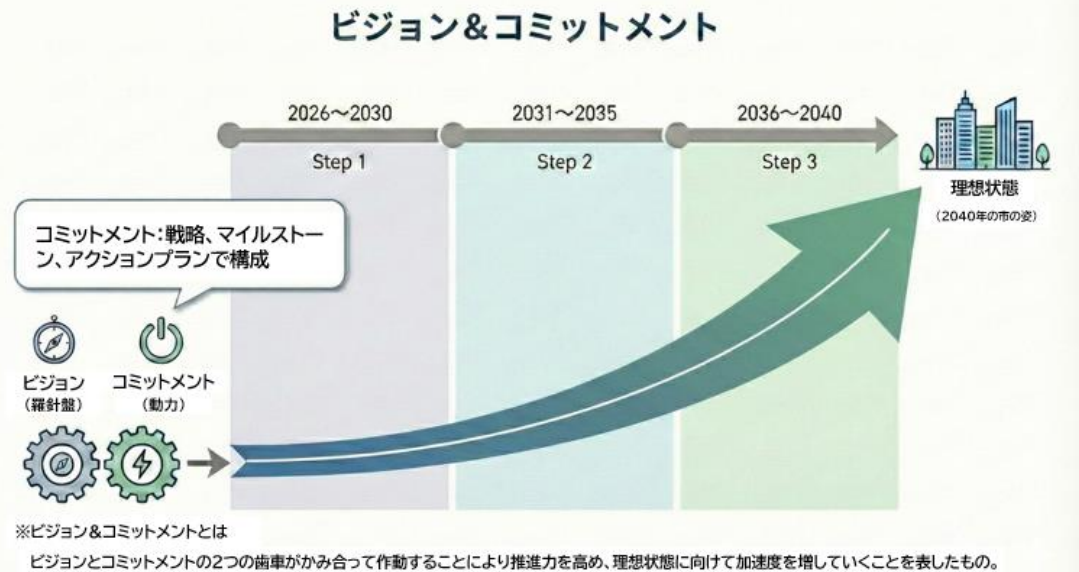 ビジョン&コミットメント
2026〜2030
2031〜2035
2036〜2040
Step 1
Step 2
Step 3
理想状態
(2040年の市の姿)
コミットメント:戦略、マイルストー
ン、アクションプランで構成
ビジョン
(羅針盤)
コミットメント
(動力)
※ビジョン&コミットメントとは
ビジョンとコミットメントの2つの歯車がかみ合って作動することにより推進力を高め、理想状態に向けて加速度を増していくことを表したもの。